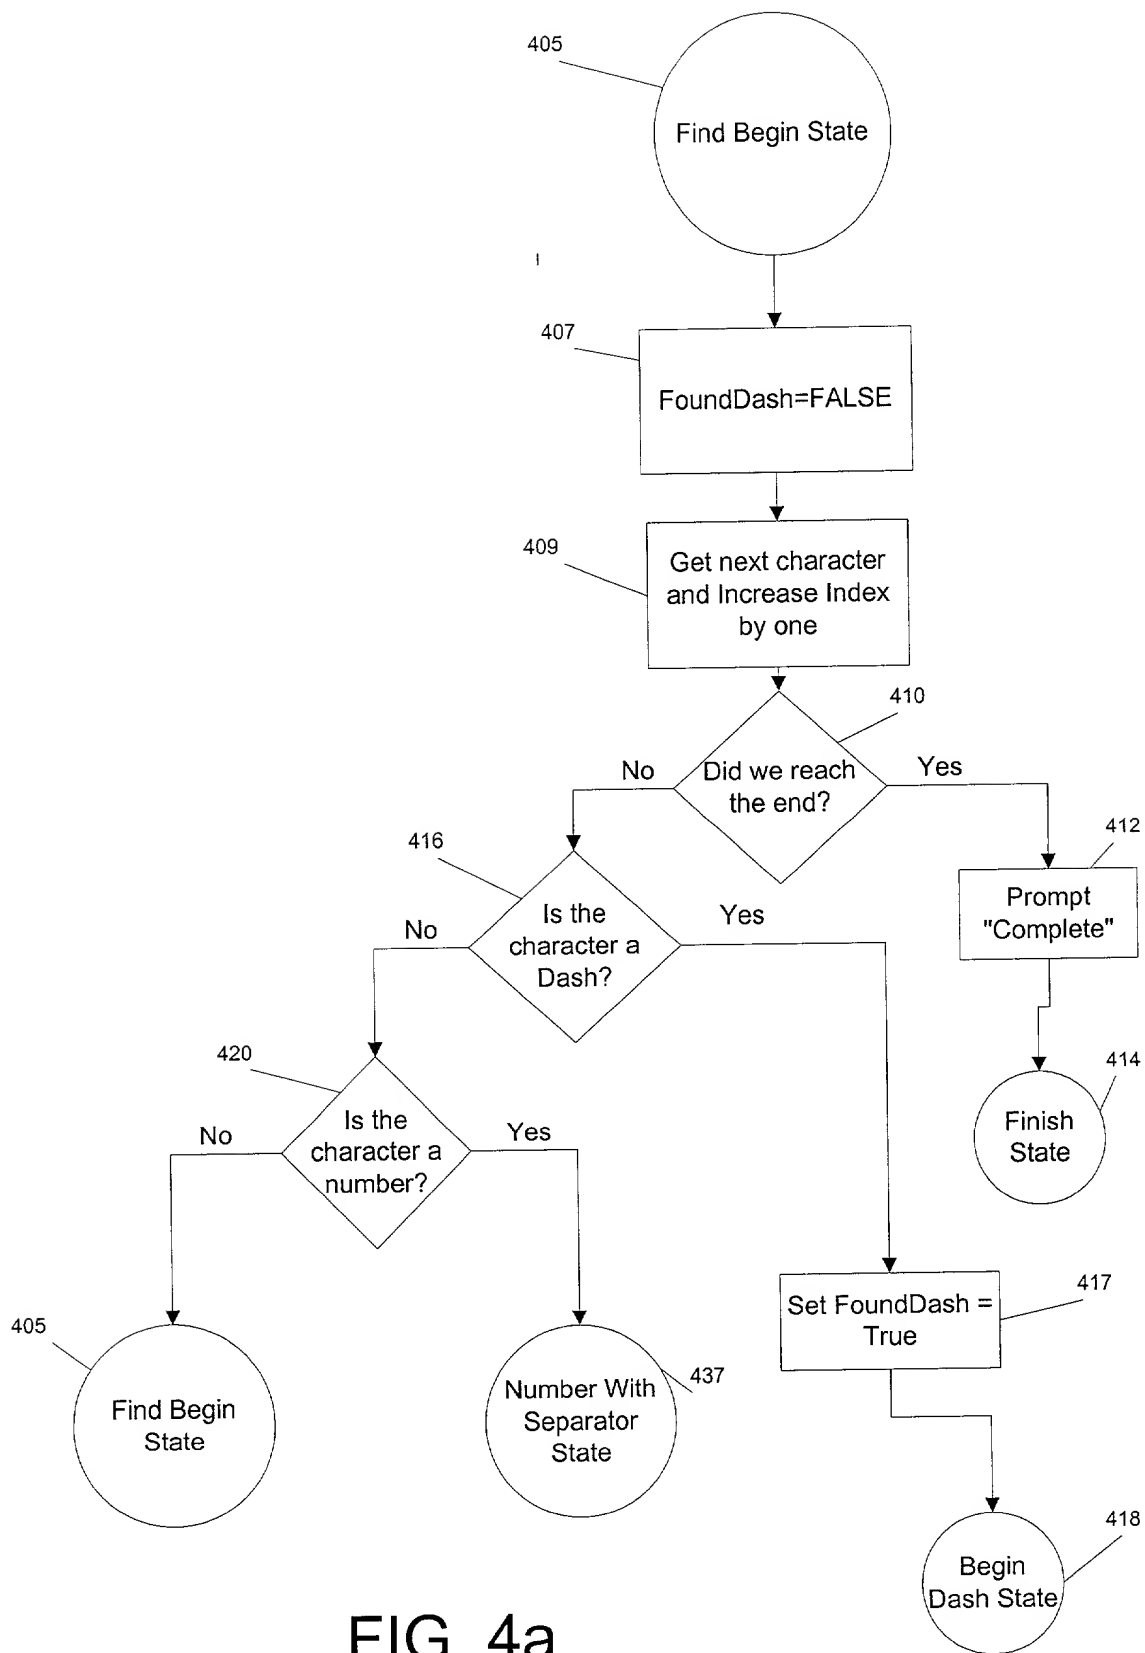 405
Find Begin State
407
FoundDash=FALSE
409
Get next character
and Increase Index
by one
410
No
Did we reach
the end?
Yes
412
Prompt
"Complete"
416
No
Is the
character a
Dash?
Yes
414
Finish
State
420
No
Is the
character a
number?
Yes
417
Set FoundDash =
True
405
Find Begin
State
437
Number With
Separator
State
418
Begin
Dash State
FIG. 4a